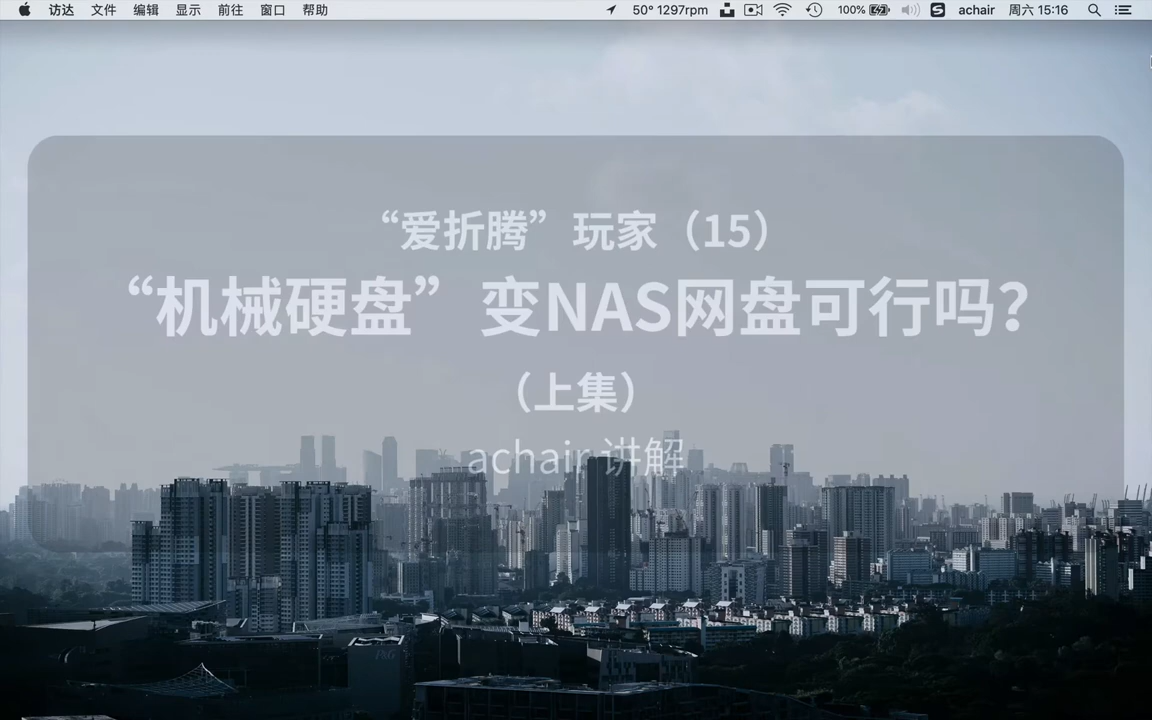 访达 文件 编辑 显示 前往 窗口 帮助 50° 1297rpm 100% achair 周六 15:16
“爱折腾”玩家（15）
“机械硬盘”变NAS网盘可行吗？
（上集）
achair 讲解